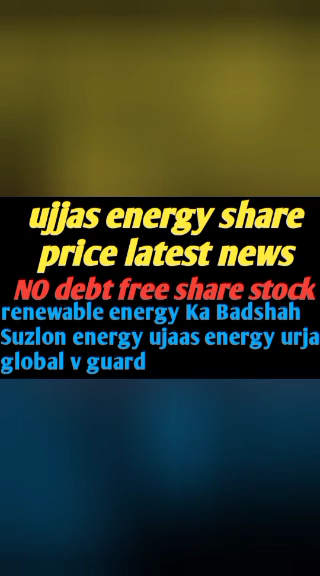 ujjas energy share
price latest news
NO debt free share stock
renewable energy Ka Badshah
Suzlon energy ujaas energy urja
global v guard